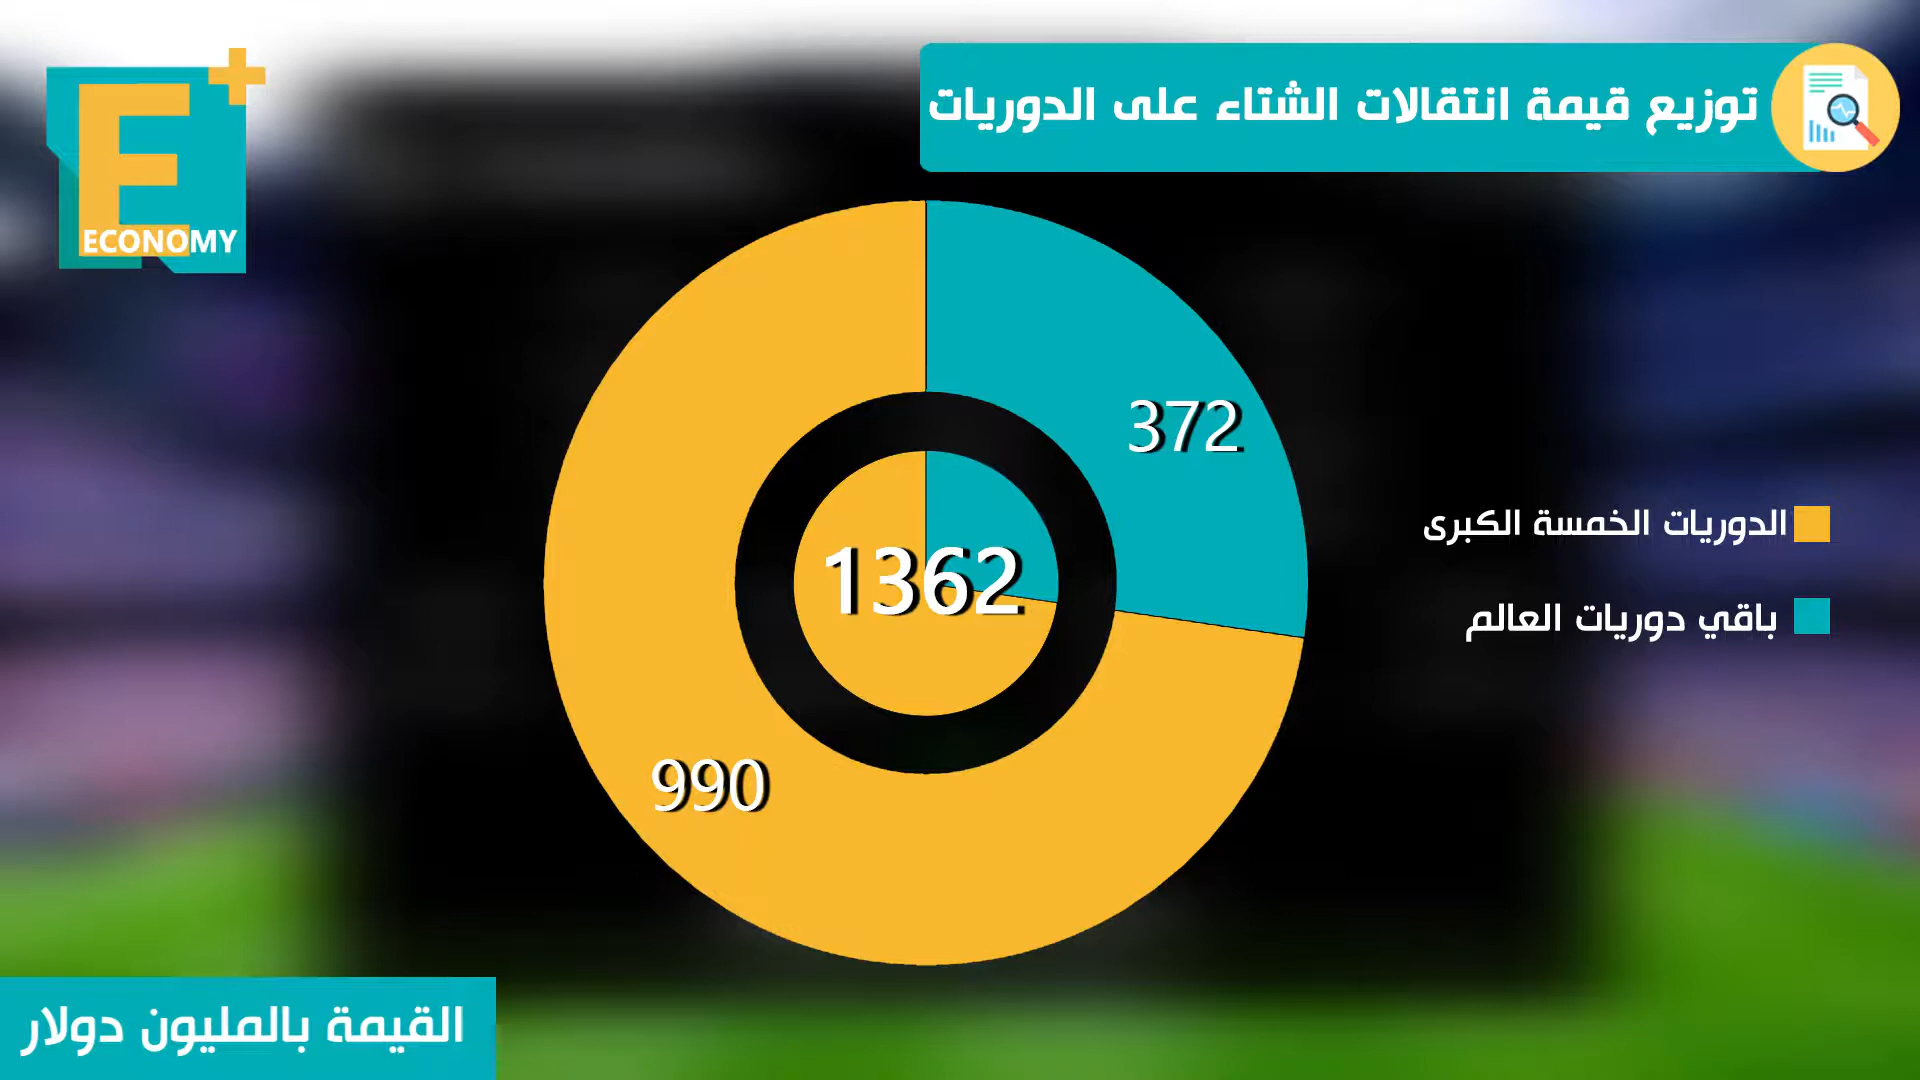 توزيع قيمة انتقالات الشتاء على الدوريات
E+
ECONOMY
372
1362
990
الدوريات الخمسة الكبرى
باقي دوريات العالم
القيمة بالمليون دولار